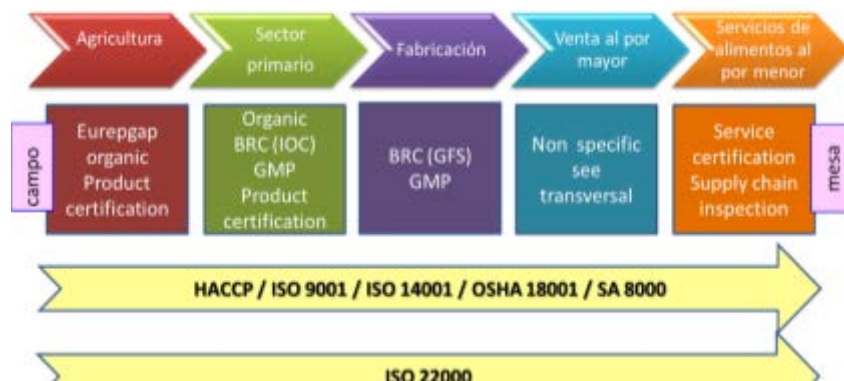 Agricultura
Sector
primario
Fabricación
Venta al por
mayor
Servicios de
alimentos al
por menor
campo
Eurepgap
organic
Product
certification
Organic
BRC (IOC)
GMP
Product
certification
BRC (GFS)
GMP
Non specific
see
transversal
Service
certification
Supply chain
inspection
mesa
HACCP / ISO 9001 / ISO 14001 / OSHA 18001 / SA 8000
ISO 22000